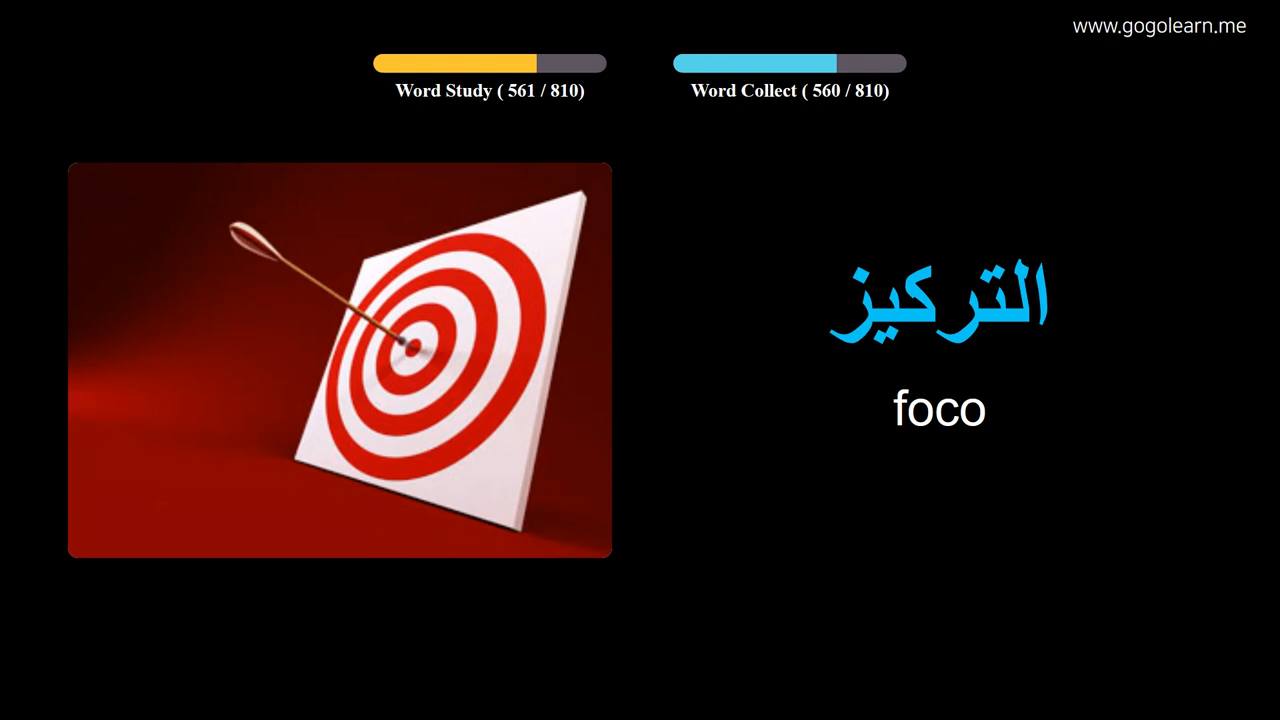 www.gogolearn.me
Word Study ( 561 / 810)
Word Collect ( 560 / 810)
التركيز
foco